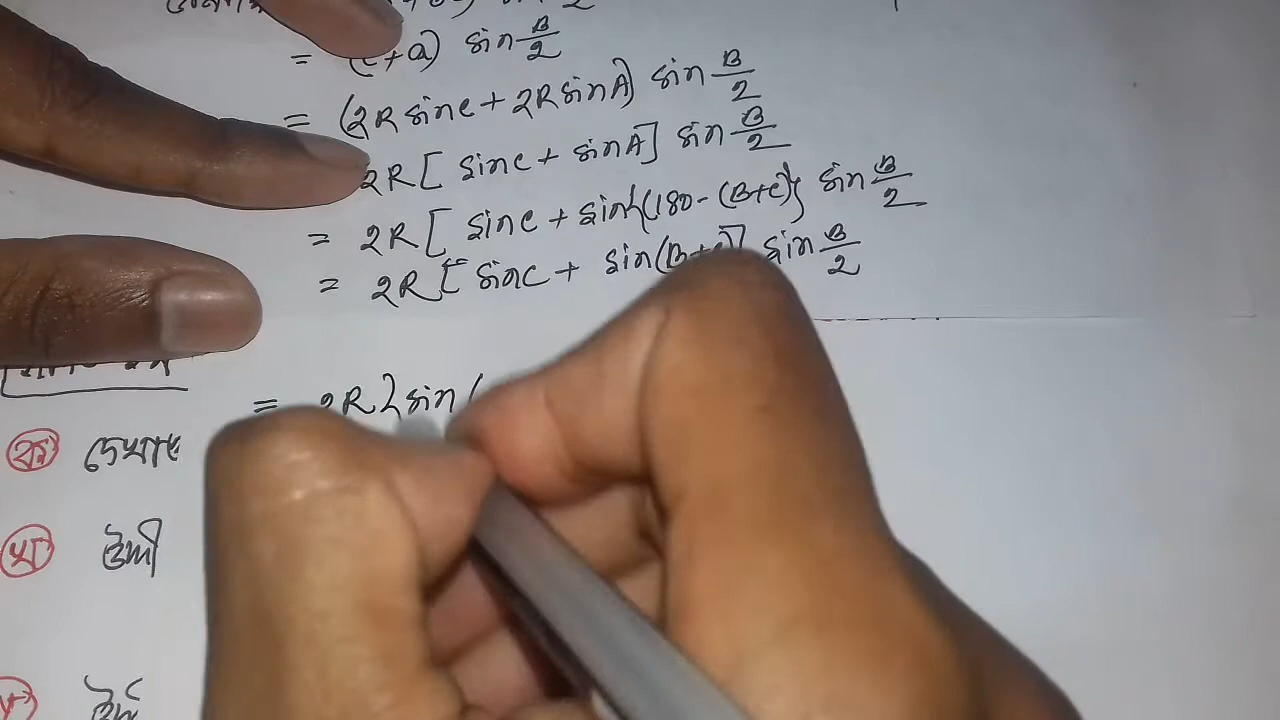 = (c+a) sin B/2
= (2R sinC + 2R sinA) sin B/2
2R [ sinC + sinA] sin B/2
= 2R [ sinC + sin{(180 - (B+C)} sin B/2
= 2R [ sinC + sin(B+C] sin B/2
= 2R {sin (
ক দেখাও
খ